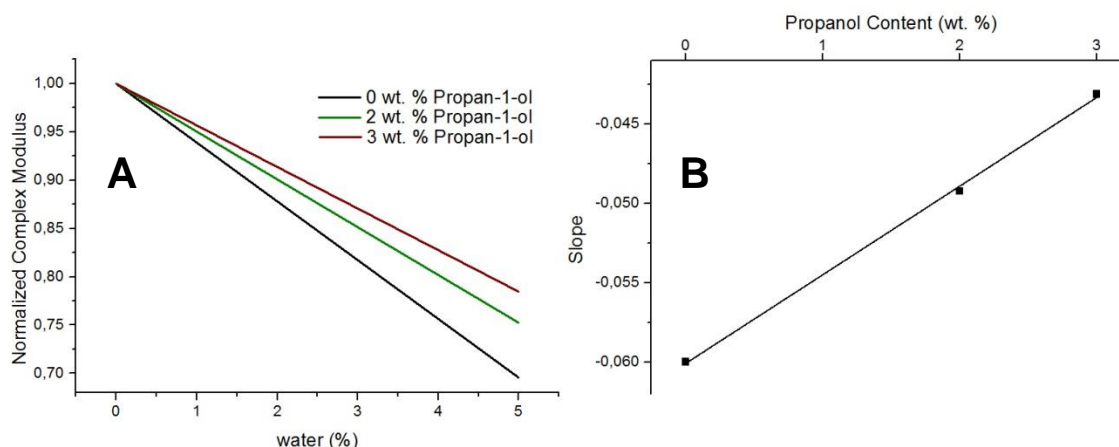 1,00
0,95
0,90
0,85
0,80
0,75
0,70
Normalized Complex Modulus
0 wt. % Propan-1-ol
2 wt. % Propan-1-ol
3 wt. % Propan-1-ol
A
0 1 2 3 4 5
water (%)
Propanol Content (wt. %)
0 1 2 3
-0,045
-0,050
-0,055
-0,060
Slope
B